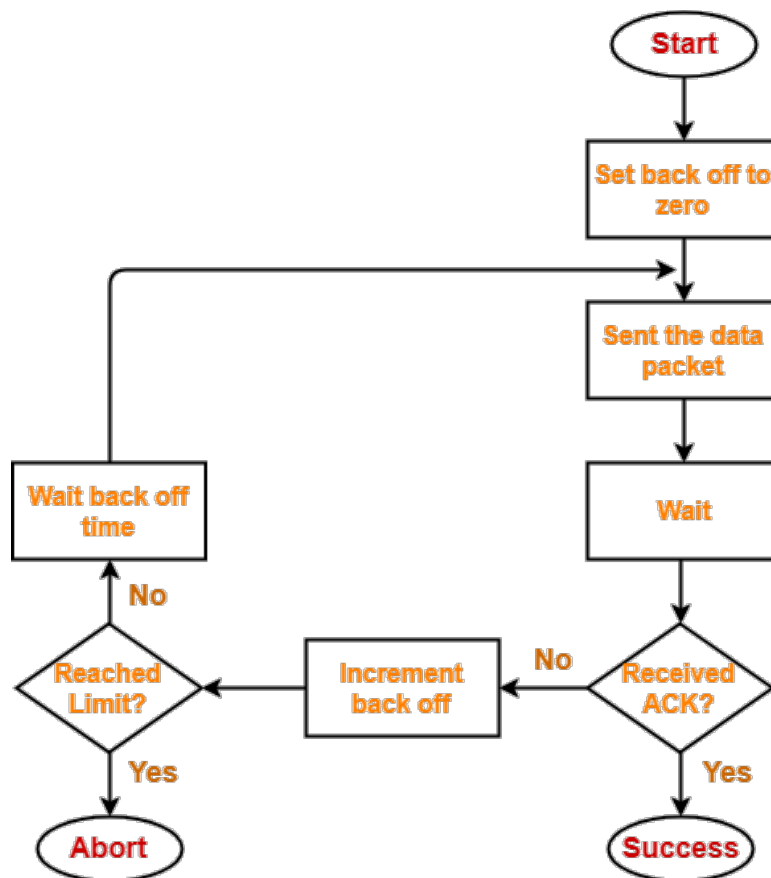 Start
Set back off to
zero
Sent the data
packet
Wait back off
time
Wait
No
Reached
Limit?
Increment
back off
No
Received
ACK?
Yes
Yes
Abort
Success